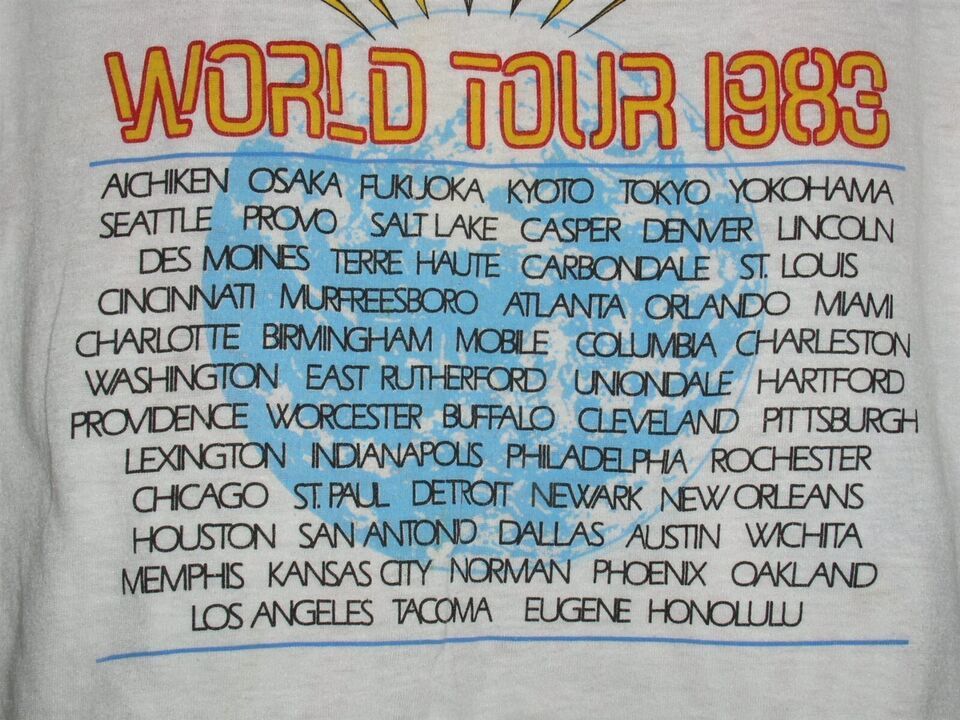 WORLD TOUR 1983
AICHIKEN OSAKA FUKUOKA KYOTO TOKYO YOKOHAMA
SEATTLE PROVO SALT LAKE CASPER DENVER LINCOLN
DES MOINES TERRE HAUTE CARBONDALE ST. LOUIS
CINCINNATI MURFREESBORO ATLANTA ORLANDO MIAMI
CHARLOTTE BIRMINGHAM MOBILE COLUMBIA CHARLESTON
WASHINGTON EAST RUTHERFORD UNIONDALE HARTFORD
PROVIDENCE WORCESTER BUFFALO CLEVELAND PITTSBURGH
LEXINGTON INDIANAPOLIS PHILADELPHIA ROCHESTER
CHICAGO ST. PAUL DETROIT NEWARK NEW ORLEANS
HOUSTON SAN ANTONIO DALLAS AUSTIN WICHITA
MEMPHIS KANSAS CITY NORMAN PHOENIX OAKLAND
LOS ANGELES TACOMA EUGENE HONOLULU